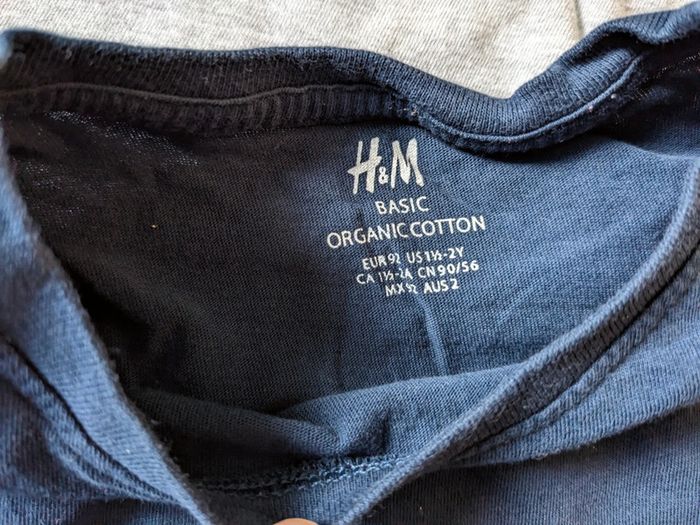 H&M
BASIC
ORGANIC COTTON
EUR 92 US 1½-2Y
CA 1½-2A CN 90/56
MX 92 AUS 2